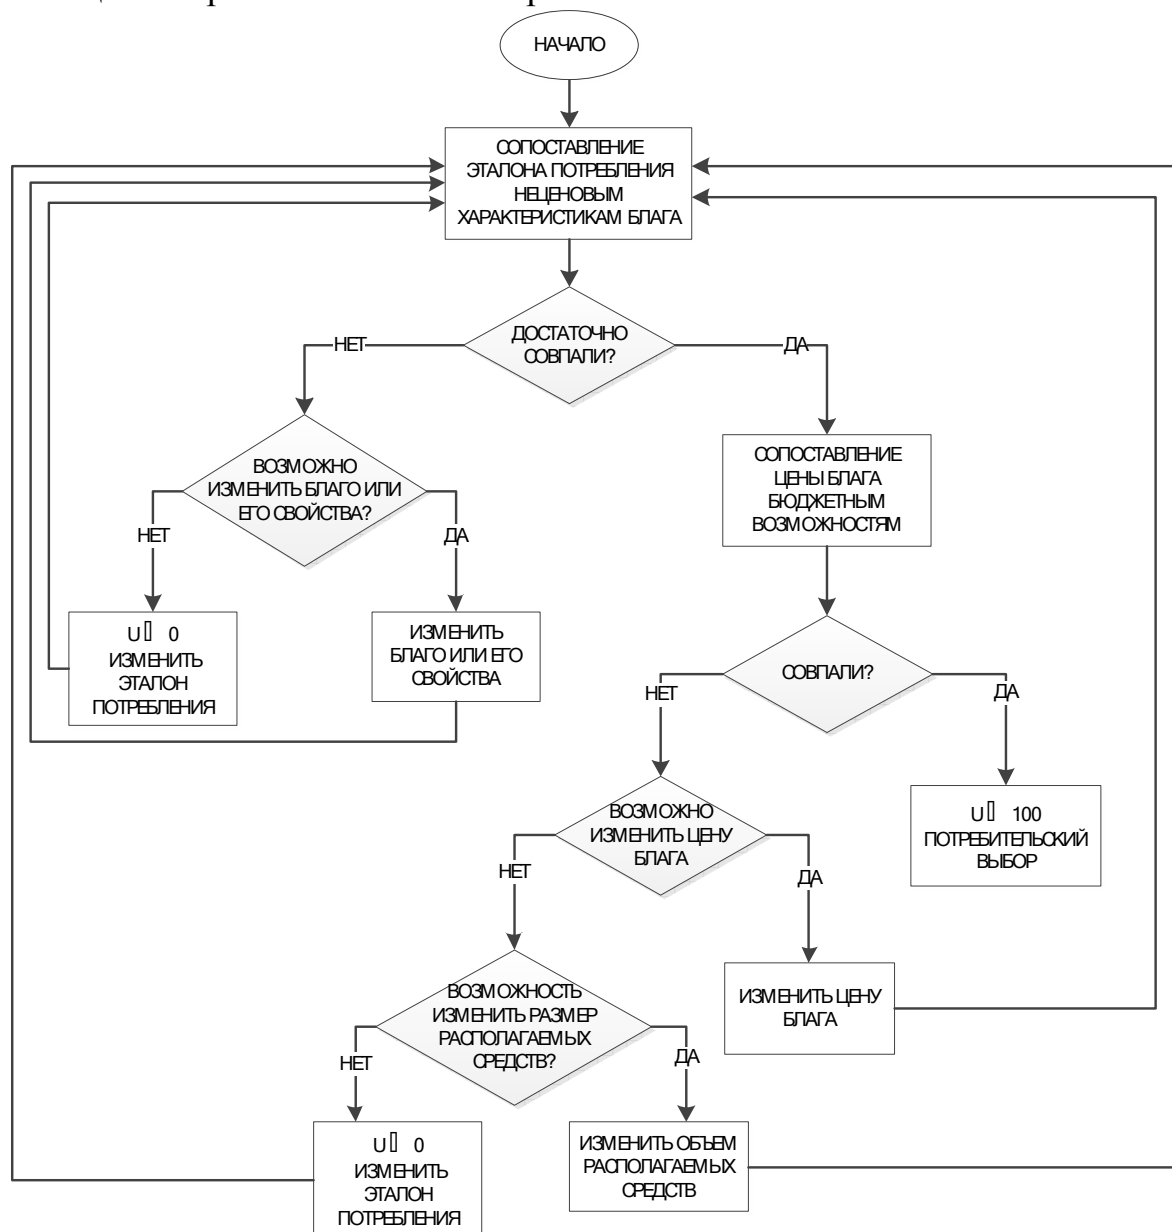 НАЧАЛО
СОПОСТАВЛЕНИЕ
ЭТАЛОНА ПОТРЕБЛЕНИЯ
НЕЦЕНОВЫМ
ХАРАКТЕРИСТИКАМ БЛАГА
ДОСТАТОЧНО
СОВПАЛИ?
НЕТ
ДА
ВОЗМОЖНО
ИЗМЕНИТЬ БЛАГО ИЛИ
ЕГО СВОЙСТВА?
СОПОСТАВЛЕНИЕ
ЦЕНЫ БЛАГА
БЮДЖЕТНЫМ
ВОЗМОЖНОСТЯМ
НЕТ
ДА
U▯ 0
ИЗМЕНИТЬ
ЭТАЛОН
ПОТРЕБЛЕНИЯ
ИЗМЕНИТЬ
БЛАГО ИЛИ ЕГО
СВОЙСТВА
СОВПАЛИ?
НЕТ
ДА
ВОЗМОЖНО
ИЗМЕНИТЬ ЦЕНУ
БЛАГА
U▯ 100
ПОТРЕБИТЕЛЬСКИЙ
ВЫБОР
НЕТ
ДА
ВОЗМОЖНОСТЬ
ИЗМЕНИТЬ РАЗМЕР
РАСПОЛАГАЕМЫХ
СРЕДСТВ?
ИЗМЕНИТЬ ЦЕНУ
БЛАГА
НЕТ
ДА
U▯ 0
ИЗМЕНИТЬ
ЭТАЛОН
ПОТРЕБЛЕНИЯ
ИЗМЕНИТЬ ОБЪЕМ
РАСПОЛАГАЕМЫХ
СРЕДСТВ